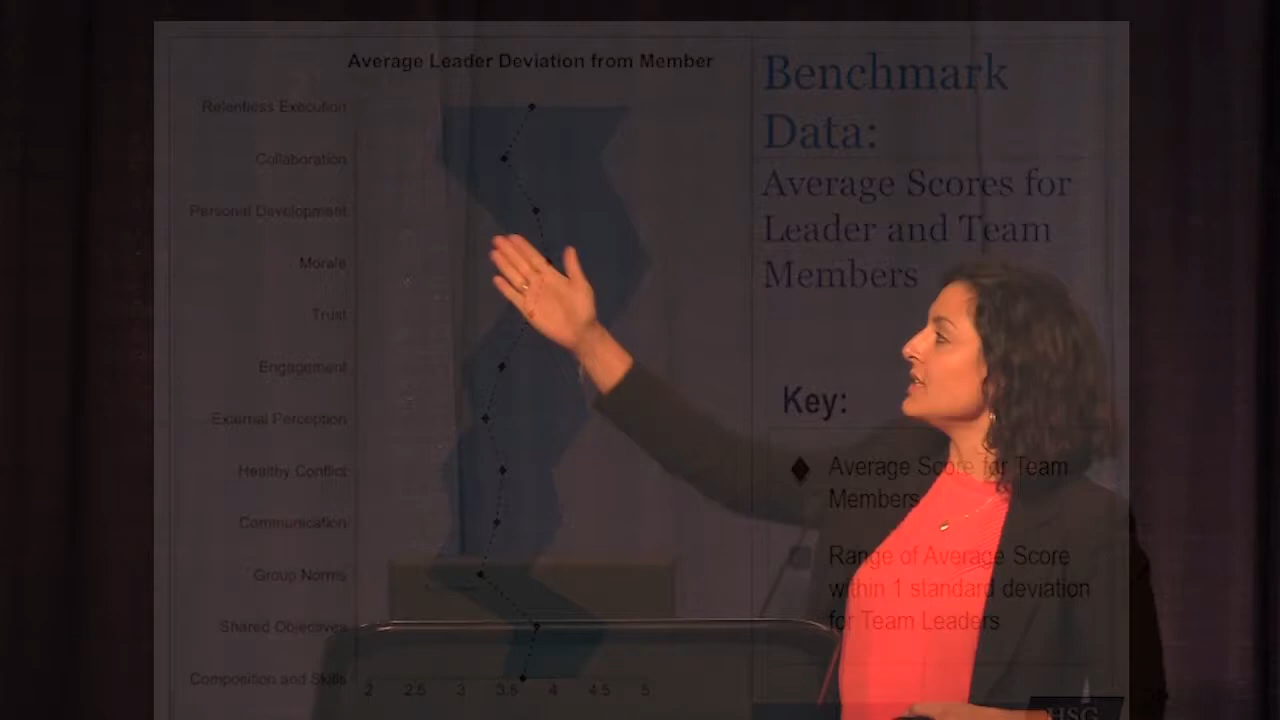 Average Leader Deviation from Member
Relentless Execution
Collaboration
Personal Development
Morale
Trust
Engagement
External Perception
Healthy Conflict
Communication
Group Norms
Shared Objectives
Composition and Skills
2 2.5 3 3.5 4 4.5 5
Benchmark
Data:
Average Scores for
Leader and Team
Members
Key:
Average Score for Team
Members
Range of Average Score
within 1 standard deviation
for Team Leaders
HSG